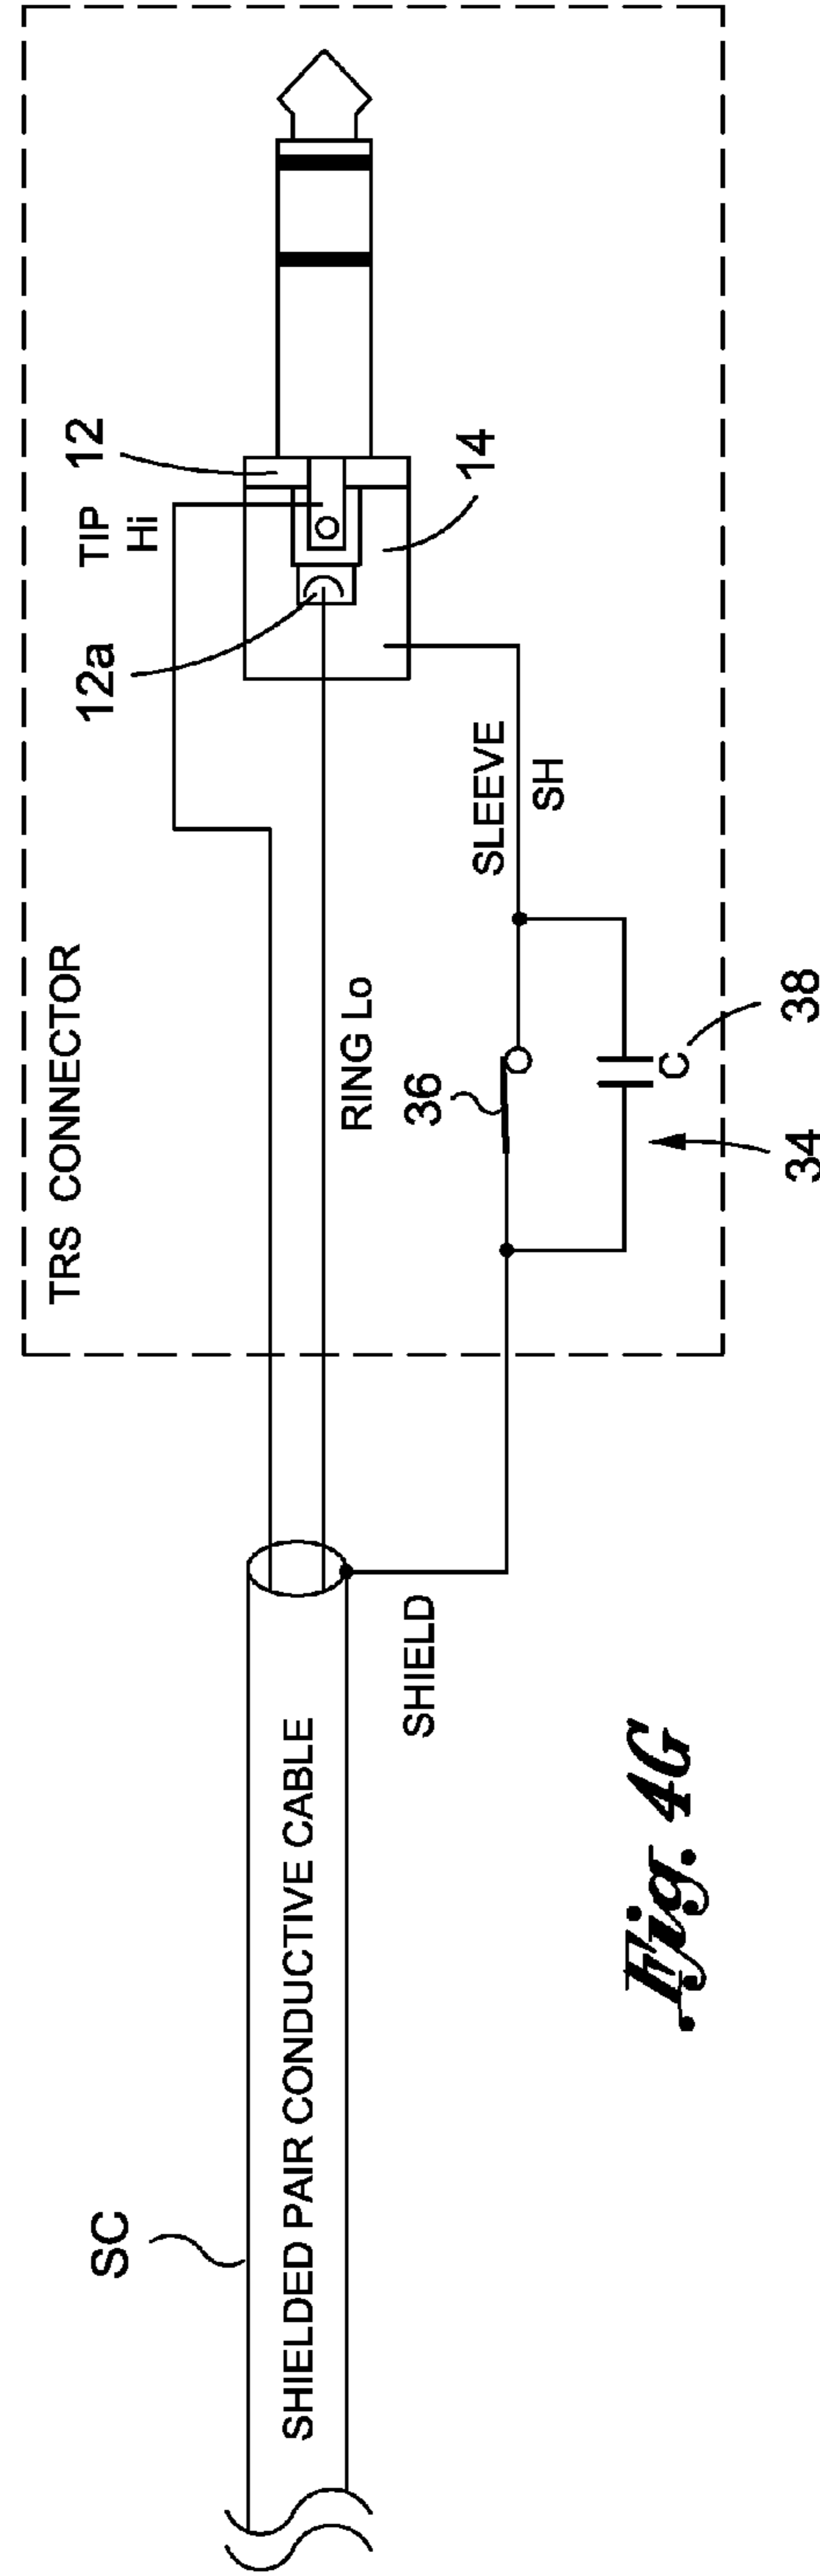 TRS CONNECTOR
TIP
Hi
12
12a
14
RING Lo
SLEEVE
SH
36
C
38
34
SHIELD
SC
SHIELDED PAIR CONDUCTIVE CABLE
Fig. 4G